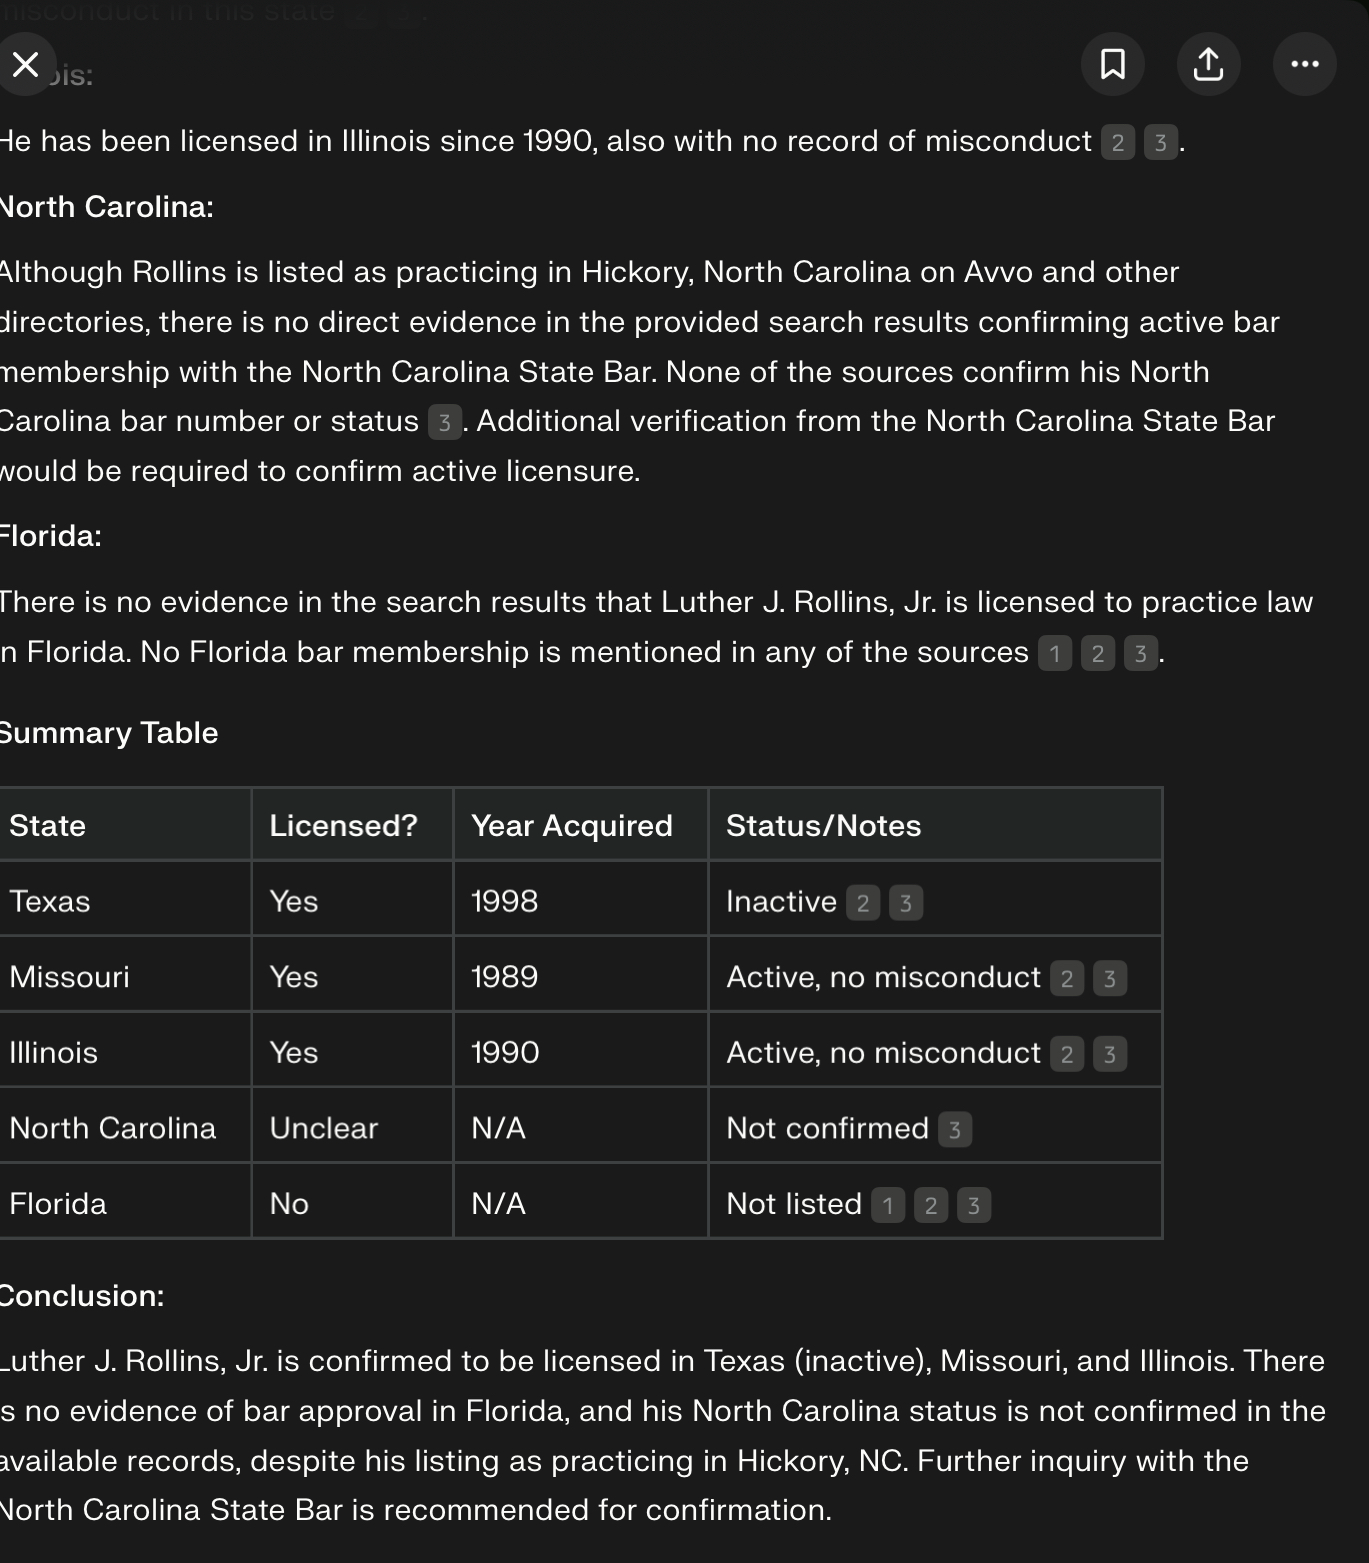 misconduct in this state
ois:
He has been licensed in Illinois since 1990, also with no record of misconduct 2 3.
North Carolina:
Although Rollins is listed as practicing in Hickory, North Carolina on Avvo and other
directories, there is no direct evidence in the provided search results confirming active bar
membership with the North Carolina State Bar. None of the sources confirm his North
Carolina bar number or status 3. Additional verification from the North Carolina State Bar
would be required to confirm active licensure.
Florida:
There is no evidence in the search results that Luther J. Rollins, Jr. is licensed to practice law
in Florida. No Florida bar membership is mentioned in any of the sources 1 2 3.
Summary Table
State Licensed? Year Acquired Status/Notes
Texas Yes 1998 Inactive 2 3
Missouri Yes 1989 Active, no misconduct 2 3
Illinois Yes 1990 Active, no misconduct 2 3
North Carolina Unclear N/A Not confirmed 3
Florida No N/A Not listed 1 2 3
Conclusion:
Luther J. Rollins, Jr. is confirmed to be licensed in Texas (inactive), Missouri, and Illinois. There
is no evidence of bar approval in Florida, and his North Carolina status is not confirmed in the
available records, despite his listing as practicing in Hickory, NC. Further inquiry with the
North Carolina State Bar is recommended for confirmation.